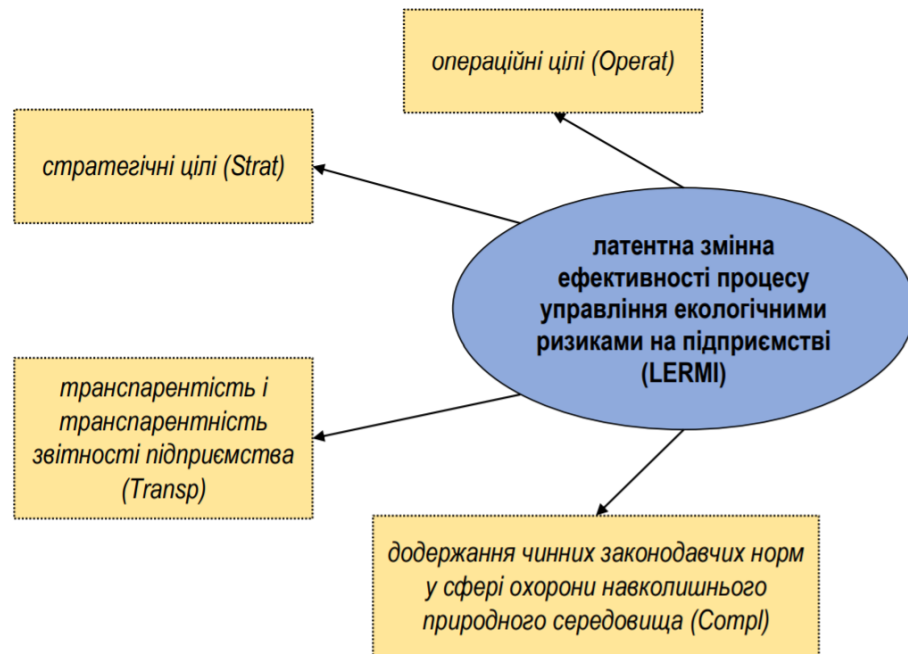 операційні цілі (Operat)
стратегічні цілі (Strat)
латентна змінна
ефективності процесу
управління екологічними
ризиками на підприємстві
(LERMI)
транспарентість і
транспарентність
звітності підприємства
(Transp)
додержання чинних законодавчих норм
у сфері охорони навколишнього
природного середовища (Compl)